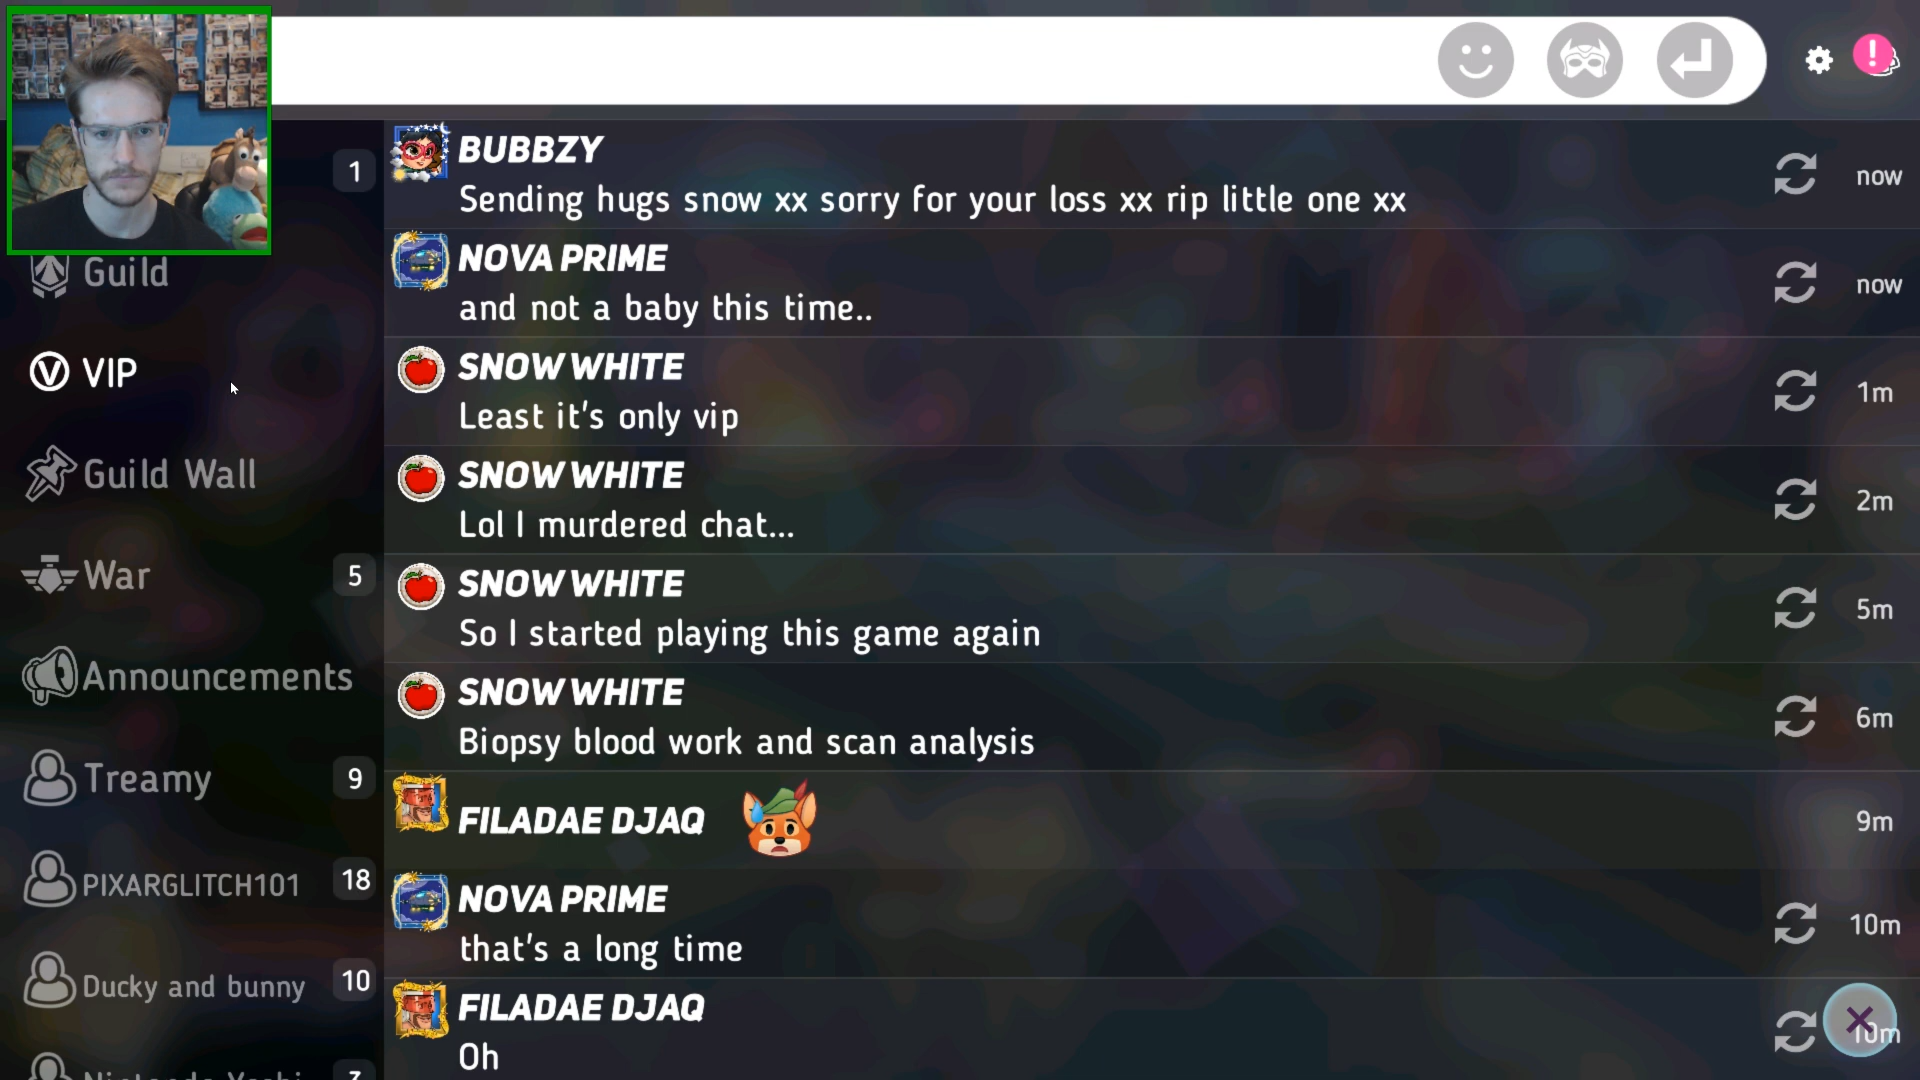 1
BUBBZY
now
Sending hugs snow xx sorry for your loss xx rip little one xx
Guild
NOVA PRIME
now
and not a baby this time..
VIP
SNOW WHITE
1m
Least it's only vip
Guild Wall
SNOW WHITE
2m
Lol I murdered chat...
War
5
SNOW WHITE
5m
So I started playing this game again
Announcements
SNOW WHITE
6m
Biopsy blood work and scan analysis
Treamy
9
FILADAE DJAQ
9m
PIXARGLITCH101
18
NOVA PRIME
10m
that's a long time
Ducky and bunny
10
FILADAE DJAQ
10m
Oh